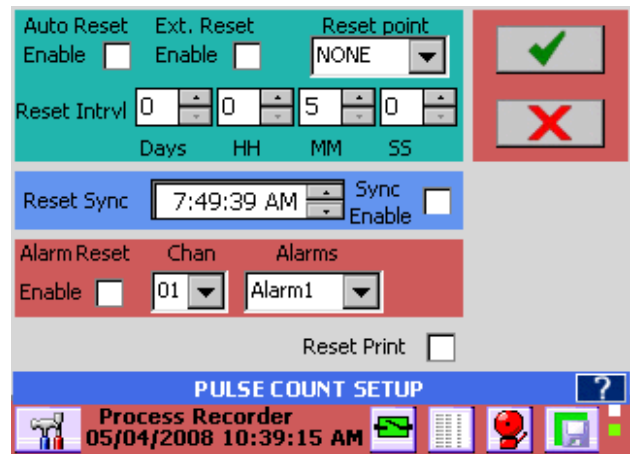 Auto Reset Ext. Reset Reset point
Enable Enable NONE
Reset Intrvl 0 0 5 0
Days HH MM SS
Reset Sync 7:49:39 AM Sync Enable
Alarm Reset Chan Alarms
Enable 01 Alarm1
Reset Print
PULSE COUNT SETUP ?
Process Recorder
05/04/2008 10:39:15 AM